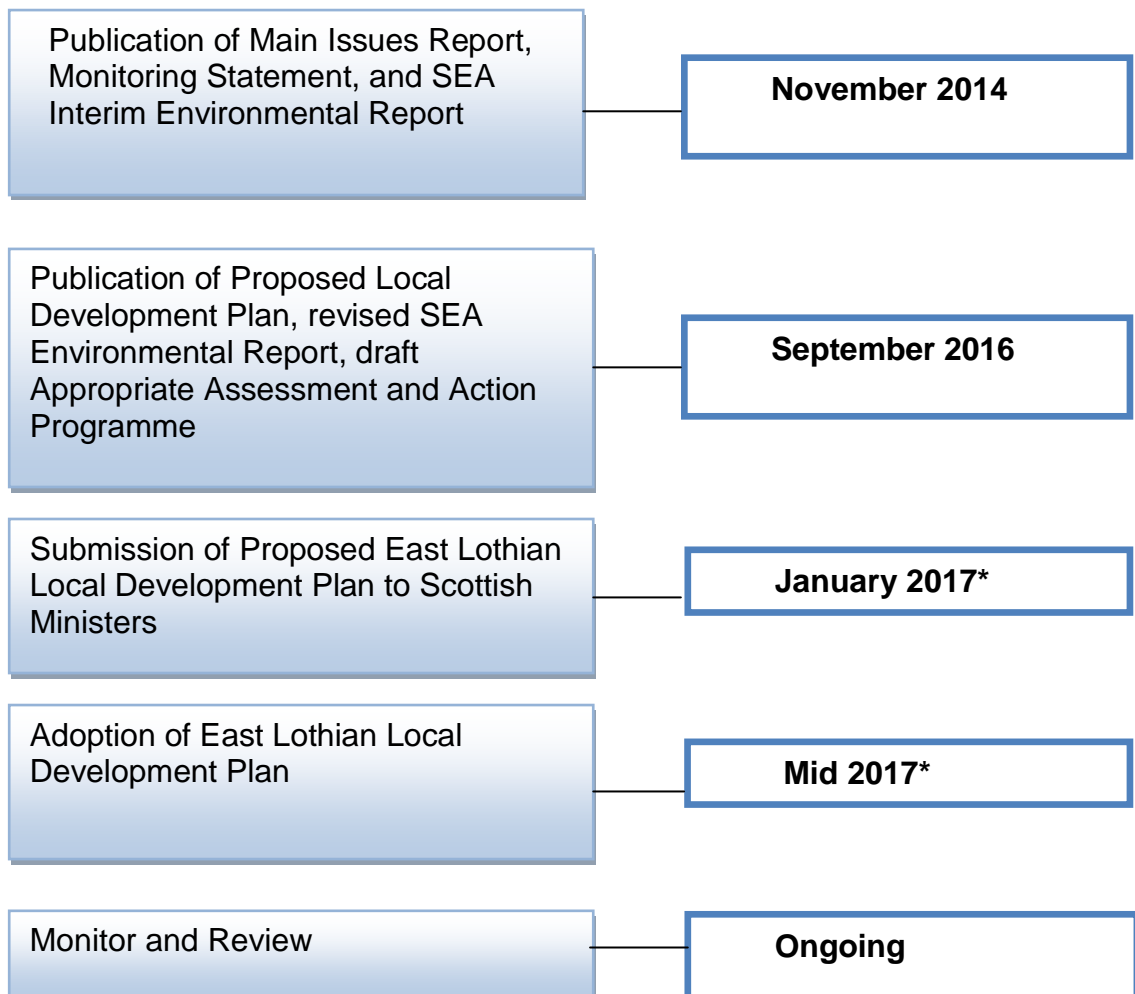 Publication of Main Issues Report,
Monitoring Statement, and SEA
Interim Environmental Report
November 2014
Publication of Proposed Local
Development Plan, revised SEA
Environmental Report, draft
Appropriate Assessment and Action
Programme
September 2016
Submission of Proposed East Lothian
Local Development Plan to Scottish
Ministers
January 2017*
Adoption of East Lothian Local
Development Plan
Mid 2017*
Monitor and Review
Ongoing